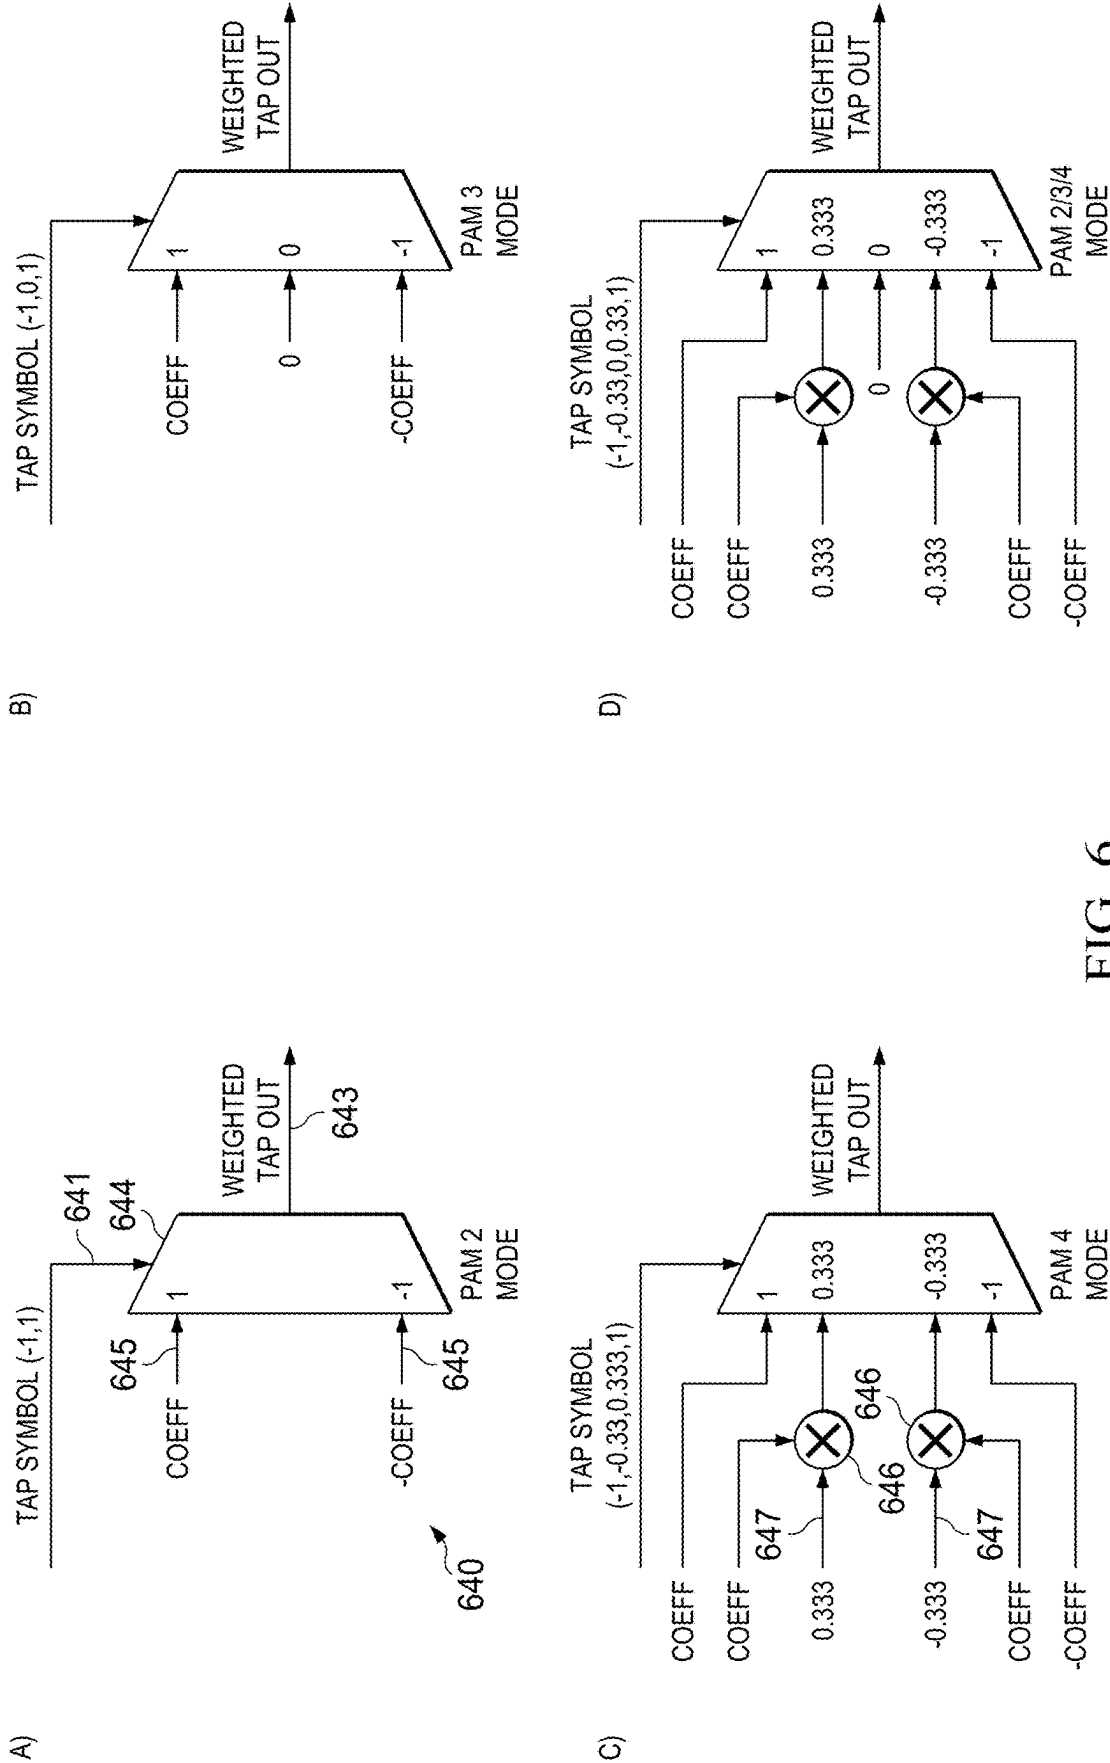 A)
TAP SYMBOL (-1,1)
641
644
645
COEFF
1
WEIGHTED
TAP OUT
643
645
-COEFF
-1
PAM 2
MODE
640
B)
TAP SYMBOL (-1,0,1)
COEFF
1
0
0
WEIGHTED
TAP OUT
-COEFF
-1
PAM 3
MODE
C)
TAP SYMBOL
(-1,-0.33,0.333,1)
COEFF
COEFF
1
647
0.333
646
0.333
WEIGHTED
TAP OUT
646
647
-0.333
-0.333
COEFF
-1
-COEFF
PAM 4
MODE
D)
TAP SYMBOL
(-1,-0.33,0,0.33,1)
COEFF
COEFF
1
0.333
0.333
0
0
WEIGHTED
TAP OUT
-0.333
-0.333
COEFF
-1
-COEFF
PAM 2/3/4
MODE
FIG. 6